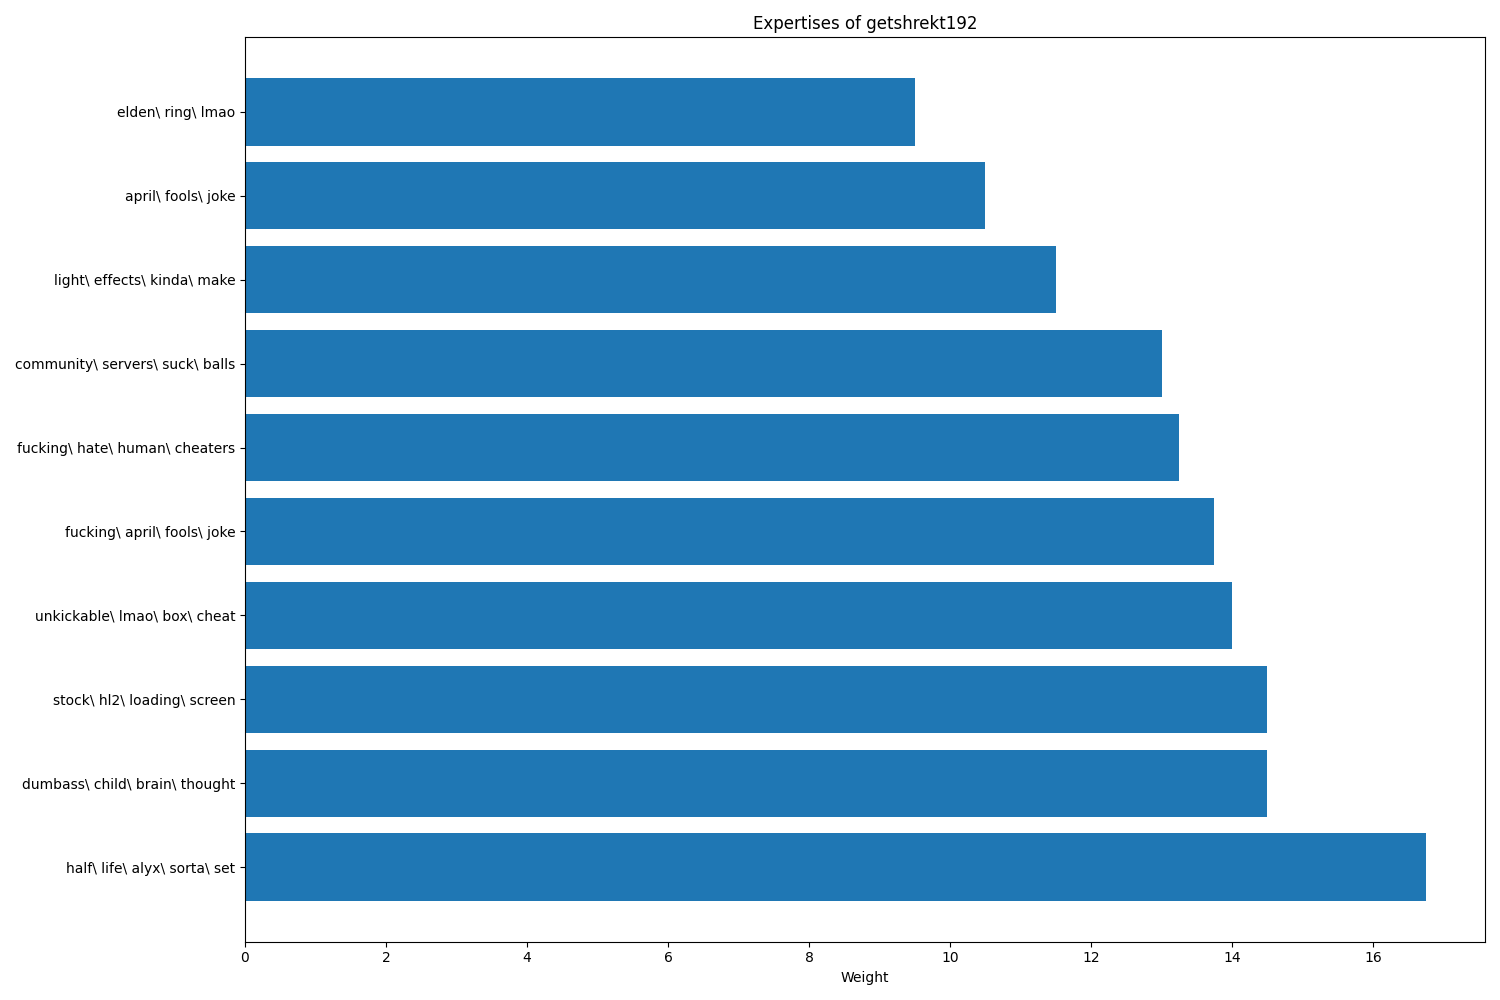 Expertises of getshrekt192
elden\ ring\ lmao
april\ fools\ joke
light\ effects\ kinda\ make
community\ servers\ suck\ balls
fucking\ hate\ human\ cheaters
fucking\ april\ fools\ joke
unkickable\ lmao\ box\ cheat
stock\ hl2\ loading\ screen
dumbass\ child\ brain\ thought
half\ life\ alyx\ sorta\ set
0 2 4 6 8 10 12 14 16
Weight